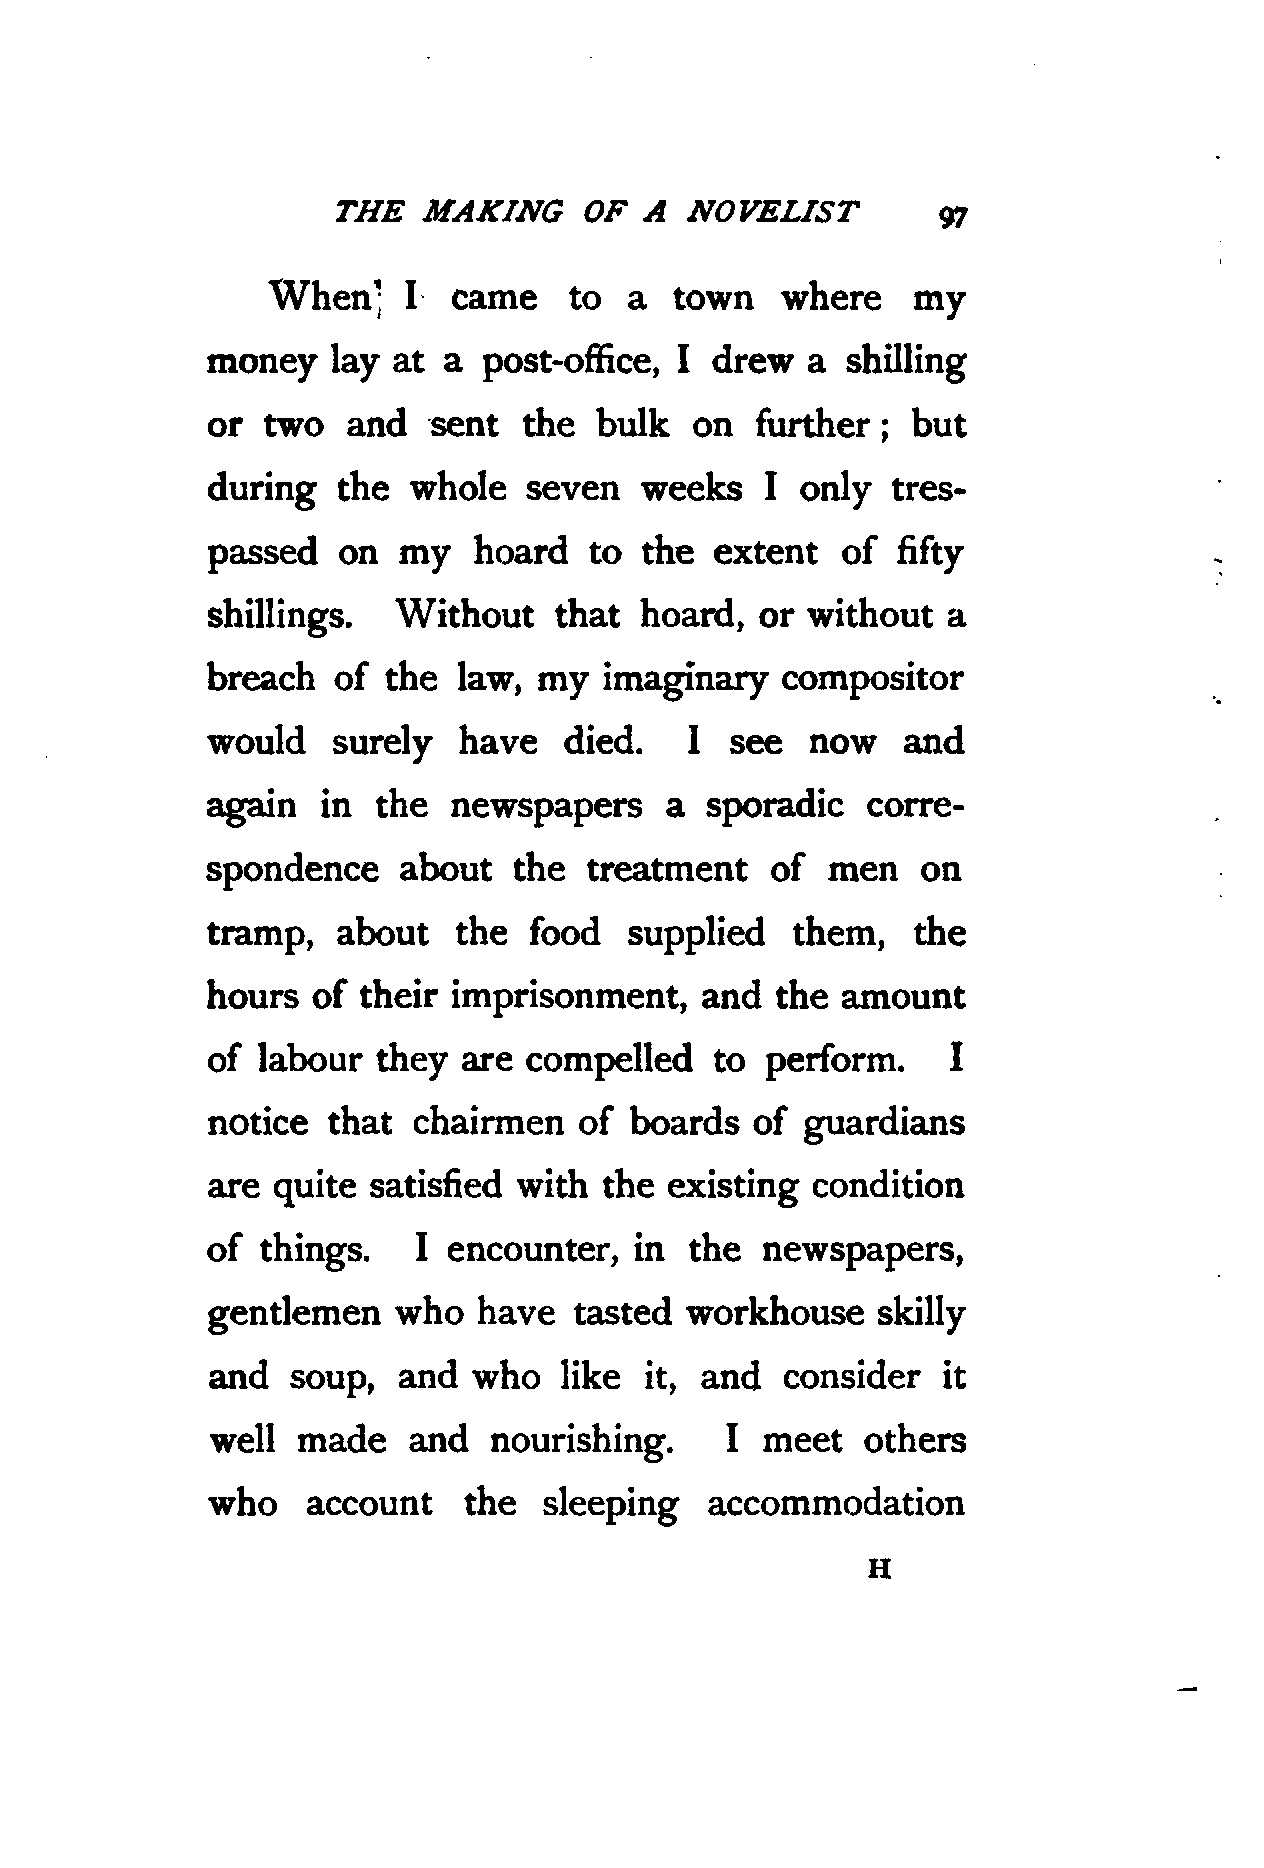 THE MAKING OF A NOVELIST 97
When I came to a town where my
money lay at a post-office, I drew a shilling
or two and sent the bulk on further ; but
during the whole seven weeks I only tres-
passed on my hoard to the extent of fifty
shillings. Without that hoard, or without a
breach of the law, my imaginary compositor
would surely have died. I see now and
again in the newspapers a sporadic corre-
spondence about the treatment of men on
tramp, about the food supplied them, the
hours of their imprisonment, and the amount
of labour they are compelled to perform. I
notice that chairmen of boards of guardians
are quite satisfied with the existing condition
of things. I encounter, in the newspapers,
gentlemen who have tasted workhouse skilly
and soup, and who like it, and consider it
well made and nourishing. I meet others
who account the sleeping accommodation
H